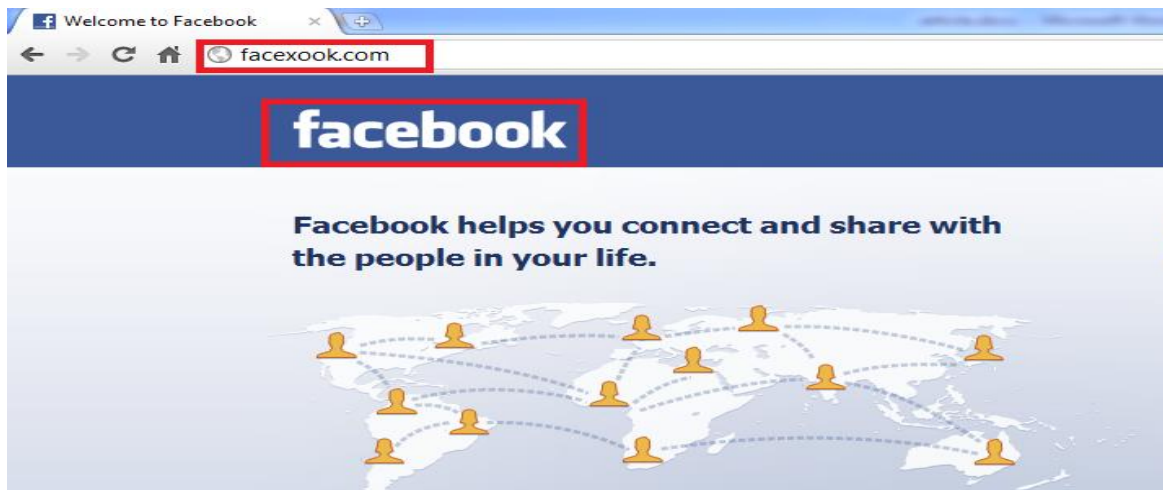 Welcome to Facebook
facexook.com
facebook
Facebook helps you connect and share with
the people in your life.